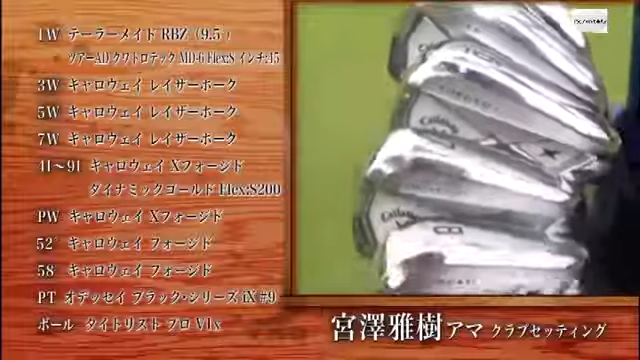 1W テーラーメイド RBZ（9.5°）
ツアーAD クワトロテック MD-6 Flex:S インチ:45
3W キャロウェイ レイザーホーク
5W キャロウェイ レイザーホーク
7W キャロウェイ レイザーホーク
4I～9I キャロウェイ Xフォージド
ダイナミックゴールド Flex:S200
PW キャロウェイ Xフォージド
52° キャロウェイ フォージド
58 キャロウェイ フォージド
PT オデッセイ ブラック・シリーズ iX #9
ボール タイトリスト プロ V1x
Callaway
Callaway
8
宮澤雅樹アマ クラブセッティング